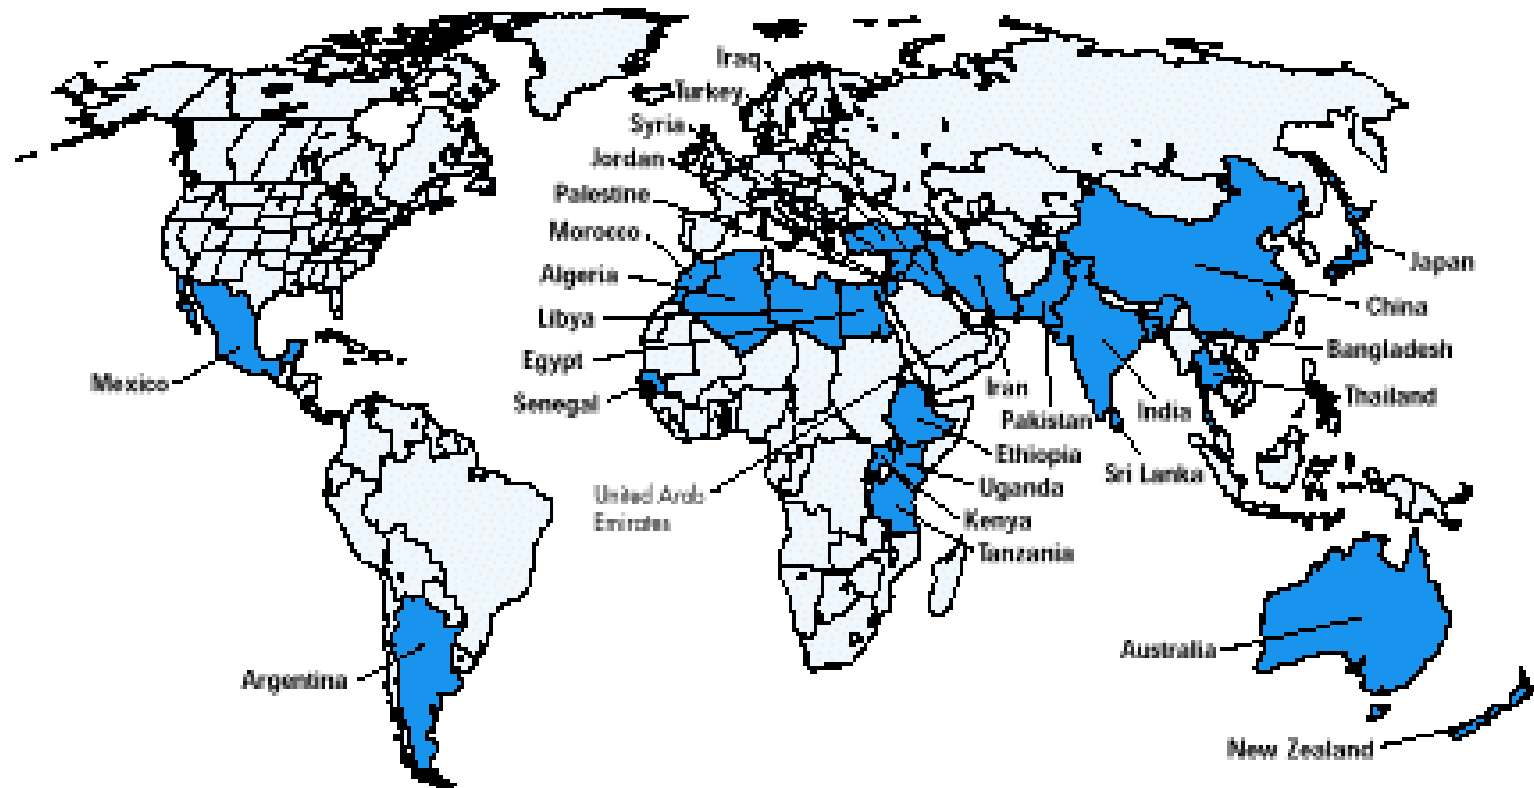 Iraq
Turkey
Syria
Jordan
Palestine
Morocco
Algeria
Libya
Egypt
Senegal
United Arab
Emirates
Mexico
Argentina
Japan
China
Bangladesh
Thailand
Iran
Pakistan
India
Sri Lanka
Ethiopia
Uganda
Kenya
Tanzania
Australia
New Zealand